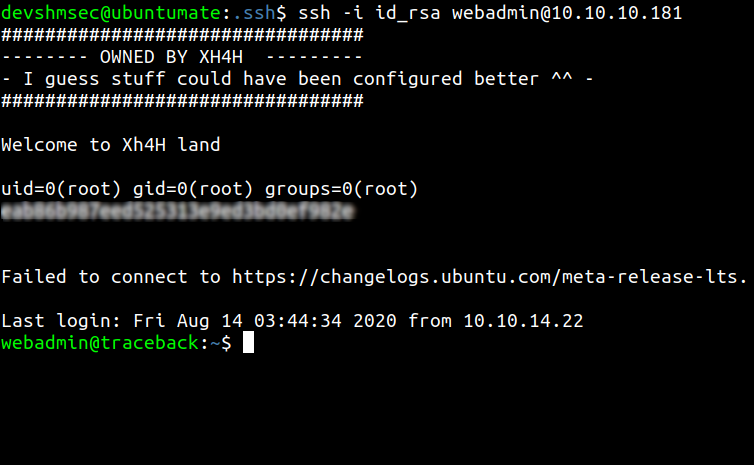 devshmsec@ubuntumate:.ssh$ ssh -i id_rsa webadmin@10.10.10.181
#################################
-------- OWNED BY XH4H  ---------
- I guess stuff could have been configured better ^^ -
#################################
Welcome to Xh4H land
uid=0(root) gid=0(root) groups=0(root)
Failed to connect to https://changelogs.ubuntu.com/meta-release-lts.
Last login: Fri Aug 14 03:44:34 2020 from 10.10.14.22
webadmin@traceback:~$